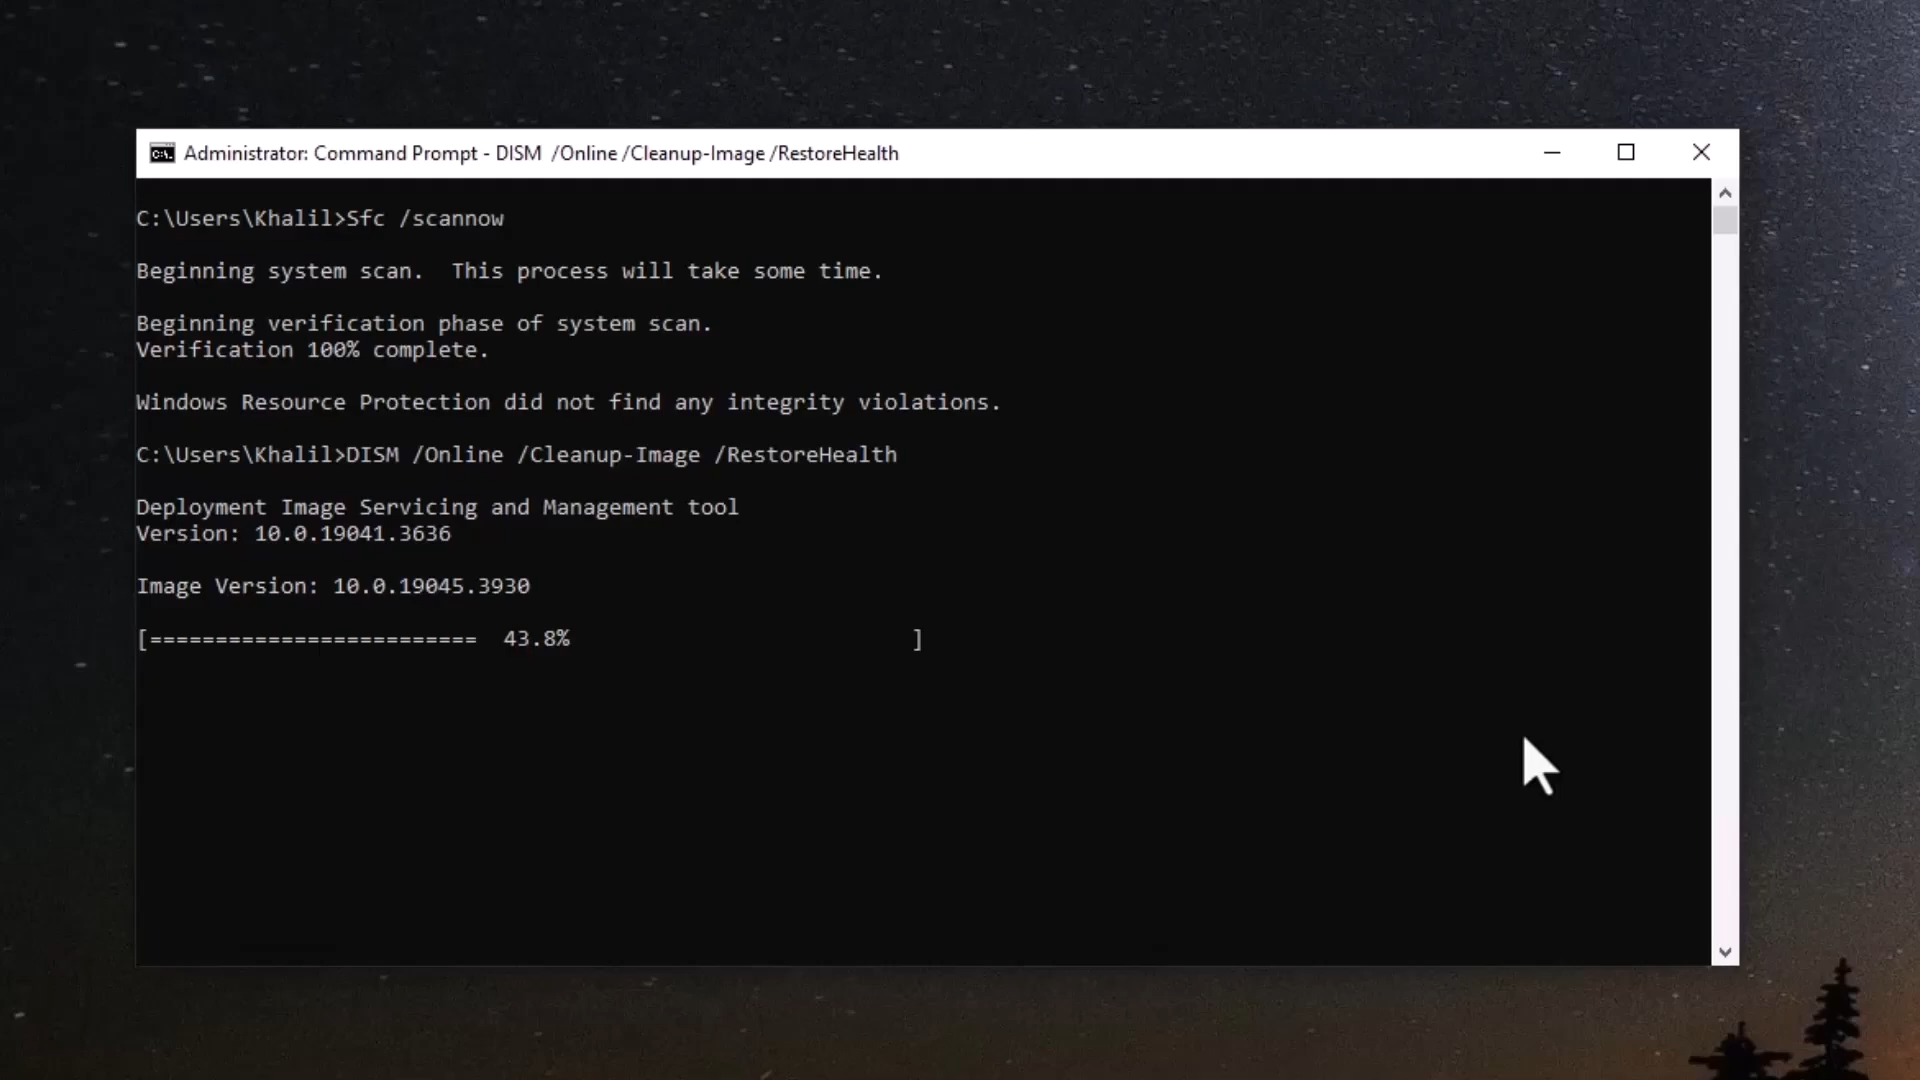 Administrator: Command Prompt - DISM  /Online /Cleanup-Image /RestoreHealth
C:\Users\Khalil>Sfc /scannow
Beginning system scan.  This process will take some time.
Beginning verification phase of system scan.
Verification 100% complete.
Windows Resource Protection did not find any integrity violations.
C:\Users\Khalil>DISM /Online /Cleanup-Image /RestoreHealth
Deployment Image Servicing and Management tool
Version: 10.0.19041.3636
Image Version: 10.0.19045.3930
[=========================  43.8%                          ]